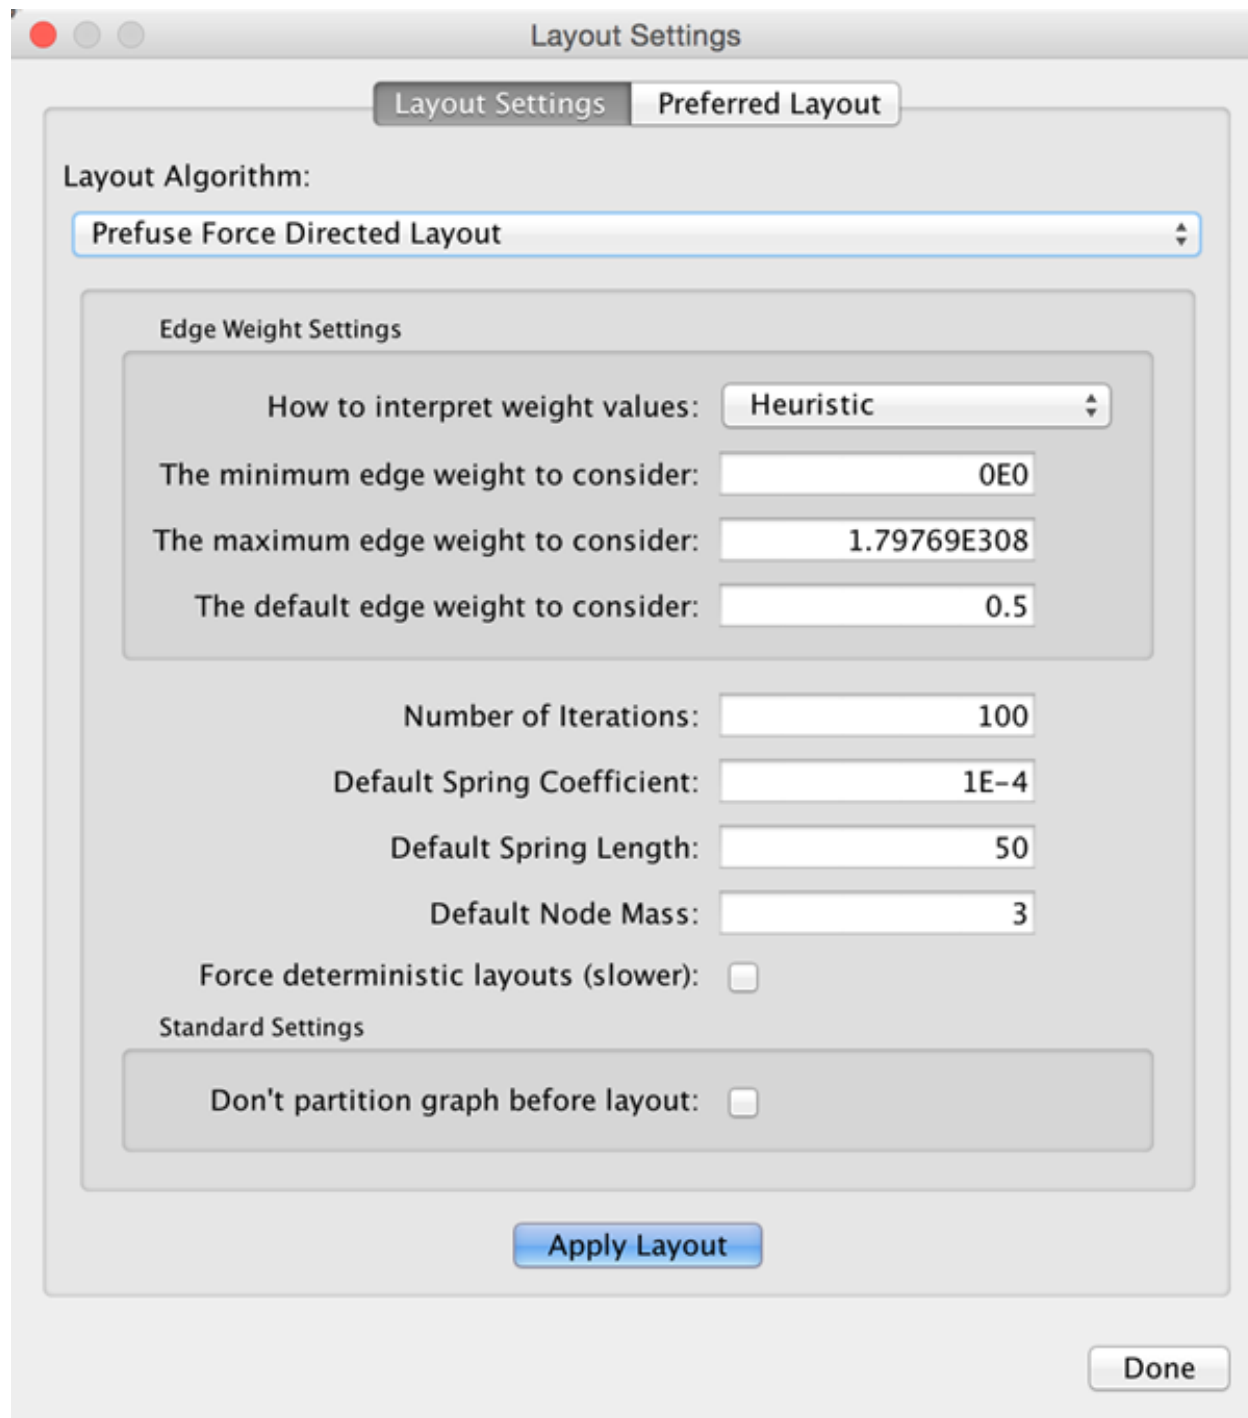 Layout Settings
Layout Settings Preferred Layout
Layout Algorithm:
Prefuse Force Directed Layout
Edge Weight Settings
How to interpret weight values: Heuristic
The minimum edge weight to consider: 0E0
The maximum edge weight to consider: 1.79769E308
The default edge weight to consider: 0.5
Number of Iterations: 100
Default Spring Coefficient: 1E-4
Default Spring Length: 50
Default Node Mass: 3
Force deterministic layouts (slower):
Standard Settings
Don't partition graph before layout:
Apply Layout
Done